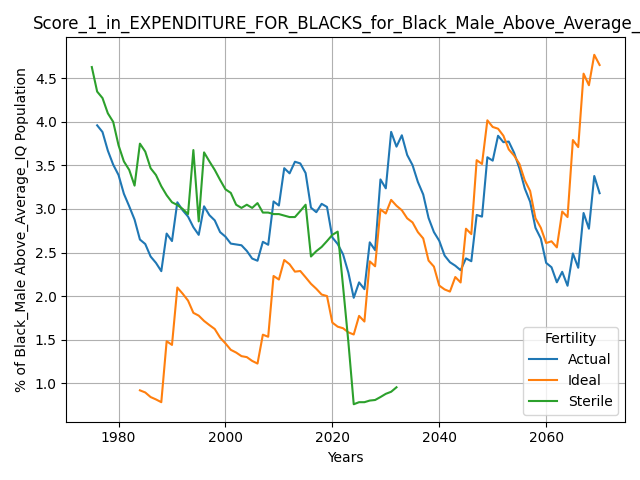 Score_1_in_EXPENDITURE_FOR_BLACKS_for_Black_Male_Above_Average_
% of Black_Male Above_Average_IQ Population
4.5
4.0
3.5
3.0
2.5
2.0
1.5
1.0
1980 2000 2020 2040 2060
Years
Fertility
Actual
Ideal
Sterile